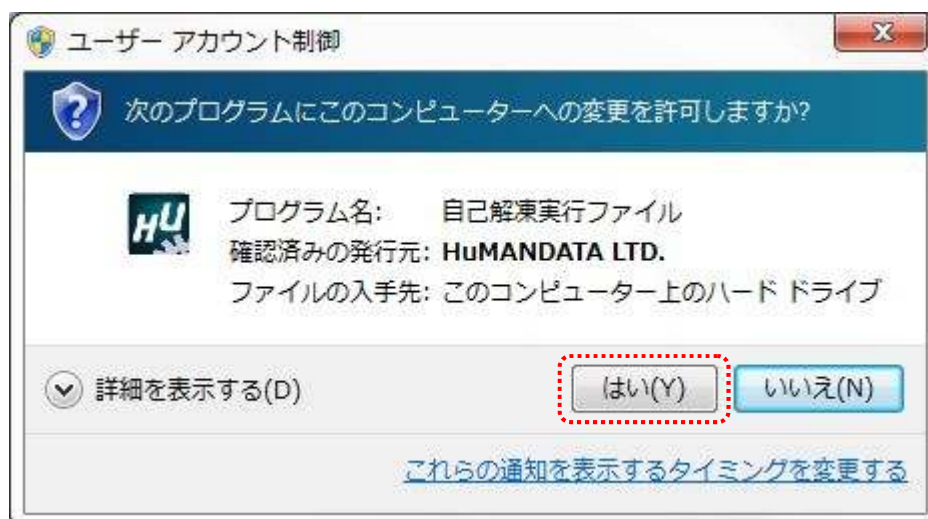 ユーザー アカウント制御
次のプログラムにこのコンピューターへの変更を許可しますか?
HU
プログラム名: 自己解凍実行ファイル
確認済みの発行元: HuMANDATA LTD.
ファイルの入手先: このコンピューター上のハード ドライブ
詳細を表示する(D) はい(Y) いいえ(N)
これらの通知を表示するタイミングを変更する